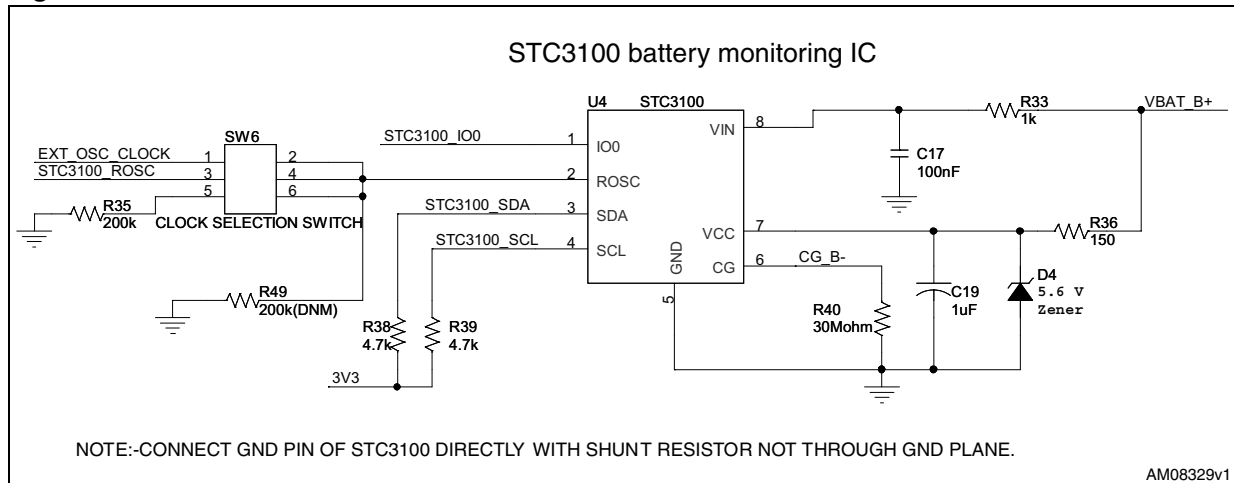 STC3100 battery monitoring IC
U4 STC3100
STC3100_IO0 1 IO0
ROSC 2
STC3100_SDA 3 SDA
STC3100_SCL 4 SCL
GND 5
VIN 8
VCC 7
CG 6 CG_B-
R33
1k
VBAT_B+
C17
100nF
R36
150
D4
5.6 V
Zener
C19
1uF
R40
30Mohm
SW6
EXT_OSC_CLOCK 1 2
STC3100_ROSC 3 4
5 6
R35
200k
CLOCK SELECTION SWITCH
R49
200k(DNM)
R38
4.7k
R39
4.7k
3V3
NOTE:-CONNECT GND PIN OF STC3100 DIRECTLY WITH SHUNT RESISTOR NOT THROUGH GND PLANE.
AM08329v1